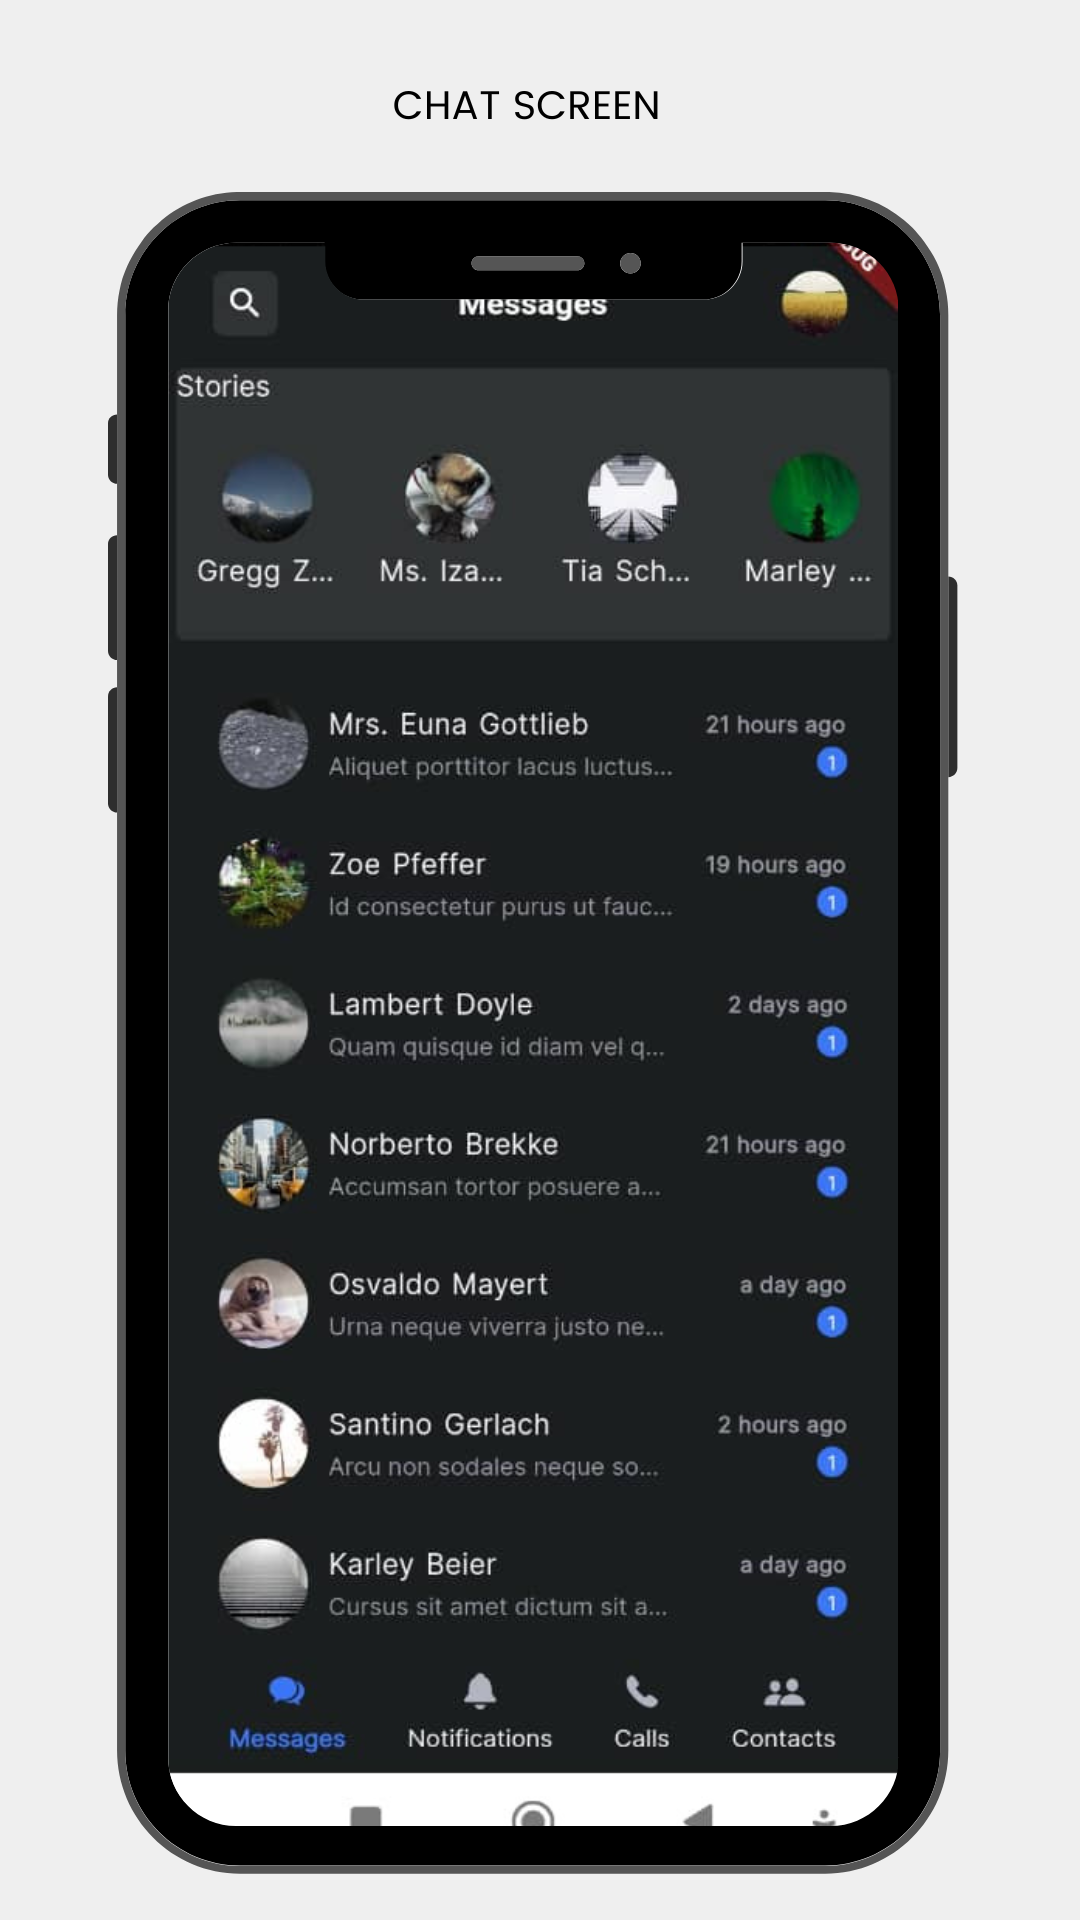 CHAT SCREEN
Messages
Stories
Gregg Z... Ms. Iza... Tia Sch... Marley ...
Mrs. Euna Gottlieb 21 hours ago
Aliquet porttitor lacus luctus... 1
Zoe Pfeffer 19 hours ago
Id consectetur purus ut fauc... 1
Lambert Doyle 2 days ago
Quam quisque id diam vel q... 1
Norberto Brekke 21 hours ago
Accumsan tortor posuere a... 1
Osvaldo Mayert a day ago
Urna neque viverra justo ne... 1
Santino Gerlach 2 hours ago
Arcu non sodales neque so... 1
Karley Beier a day ago
Cursus sit amet dictum sit a... 1
Messages Notifications Calls Contacts